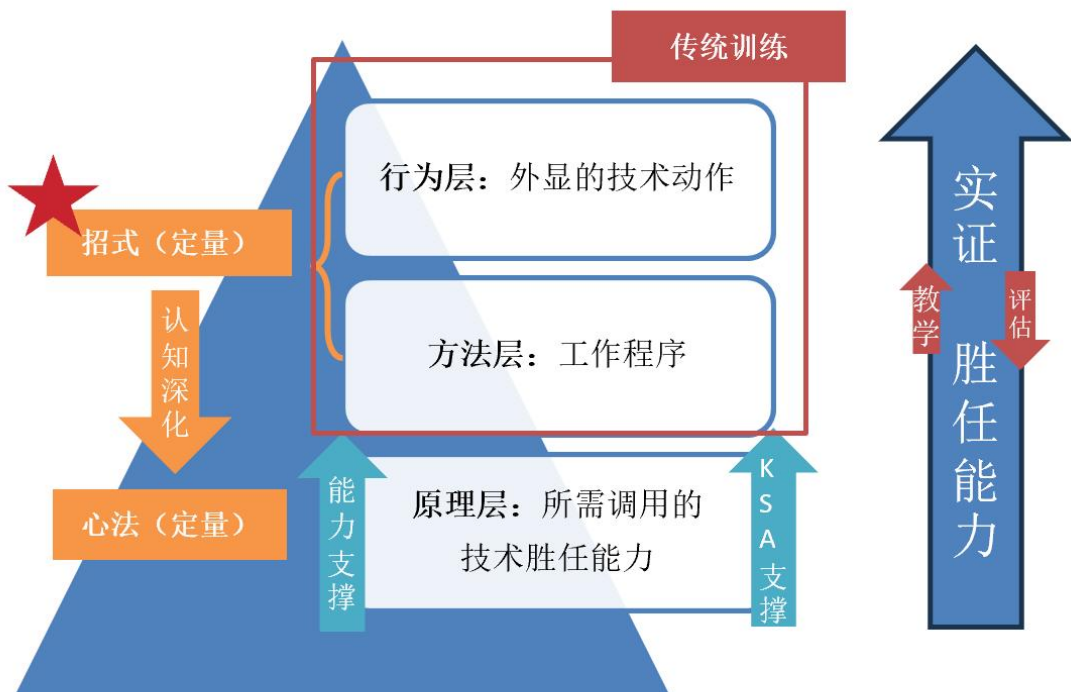 传统训练
行为层：外显的技术动作
招式（定量）
认知深化
方法层：工作程序
心法（定量）
能力支撑
原理层：所需调用的
技术胜任能力
KSA支撑
实证 胜任能力
教学
评估